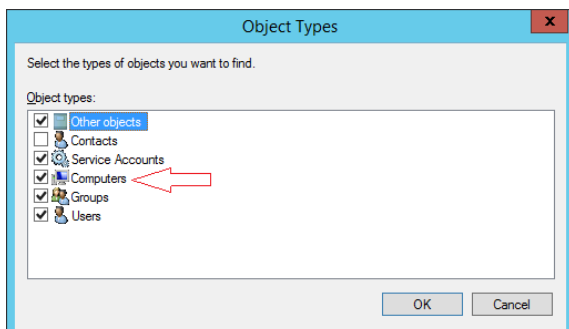 Object Types
x
Select the types of objects you want to find.
Object types:
Other objects
Contacts
Service Accounts
Computers
Groups
Users
OK
Cancel